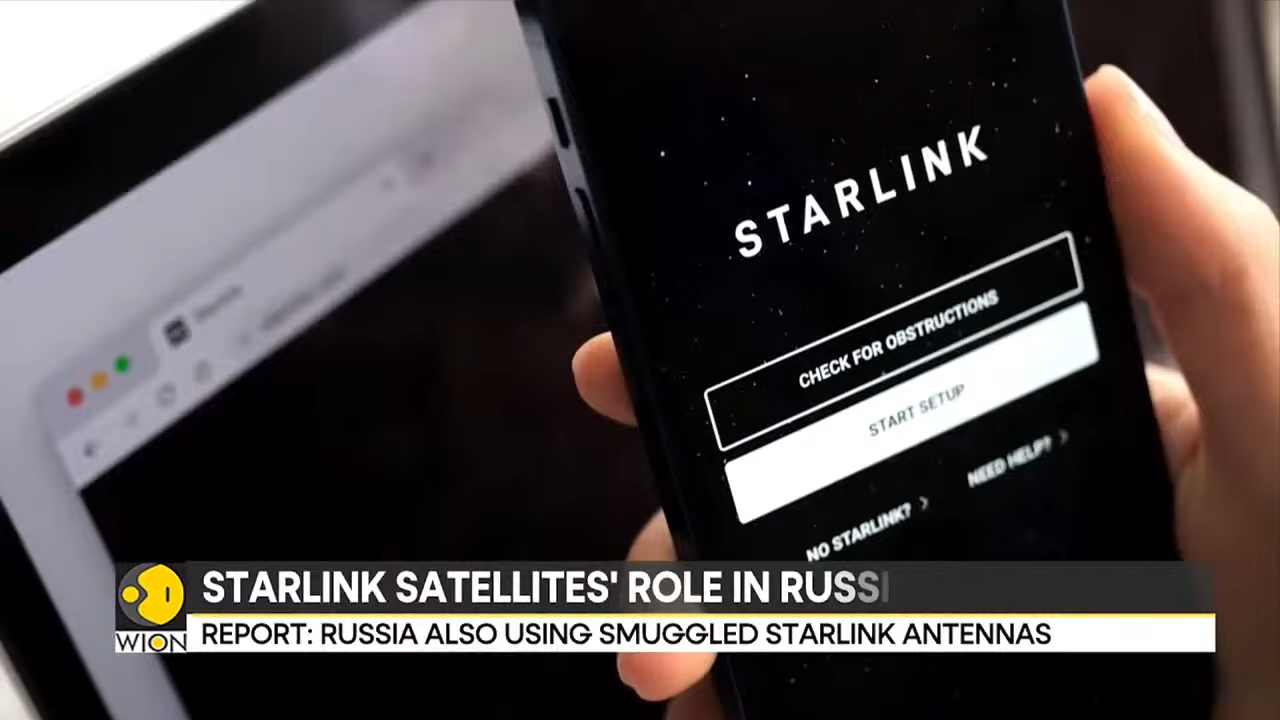 STARLINK
CHECK FOR OBSTRUCTIONS
START SETUP
NEED HELP?
NO STARLINK?
STARLINK SATELLITES' ROLE IN RUSSI
REPORT: RUSSIA ALSO USING SMUGGLED STARLINK ANTENNAS
WION